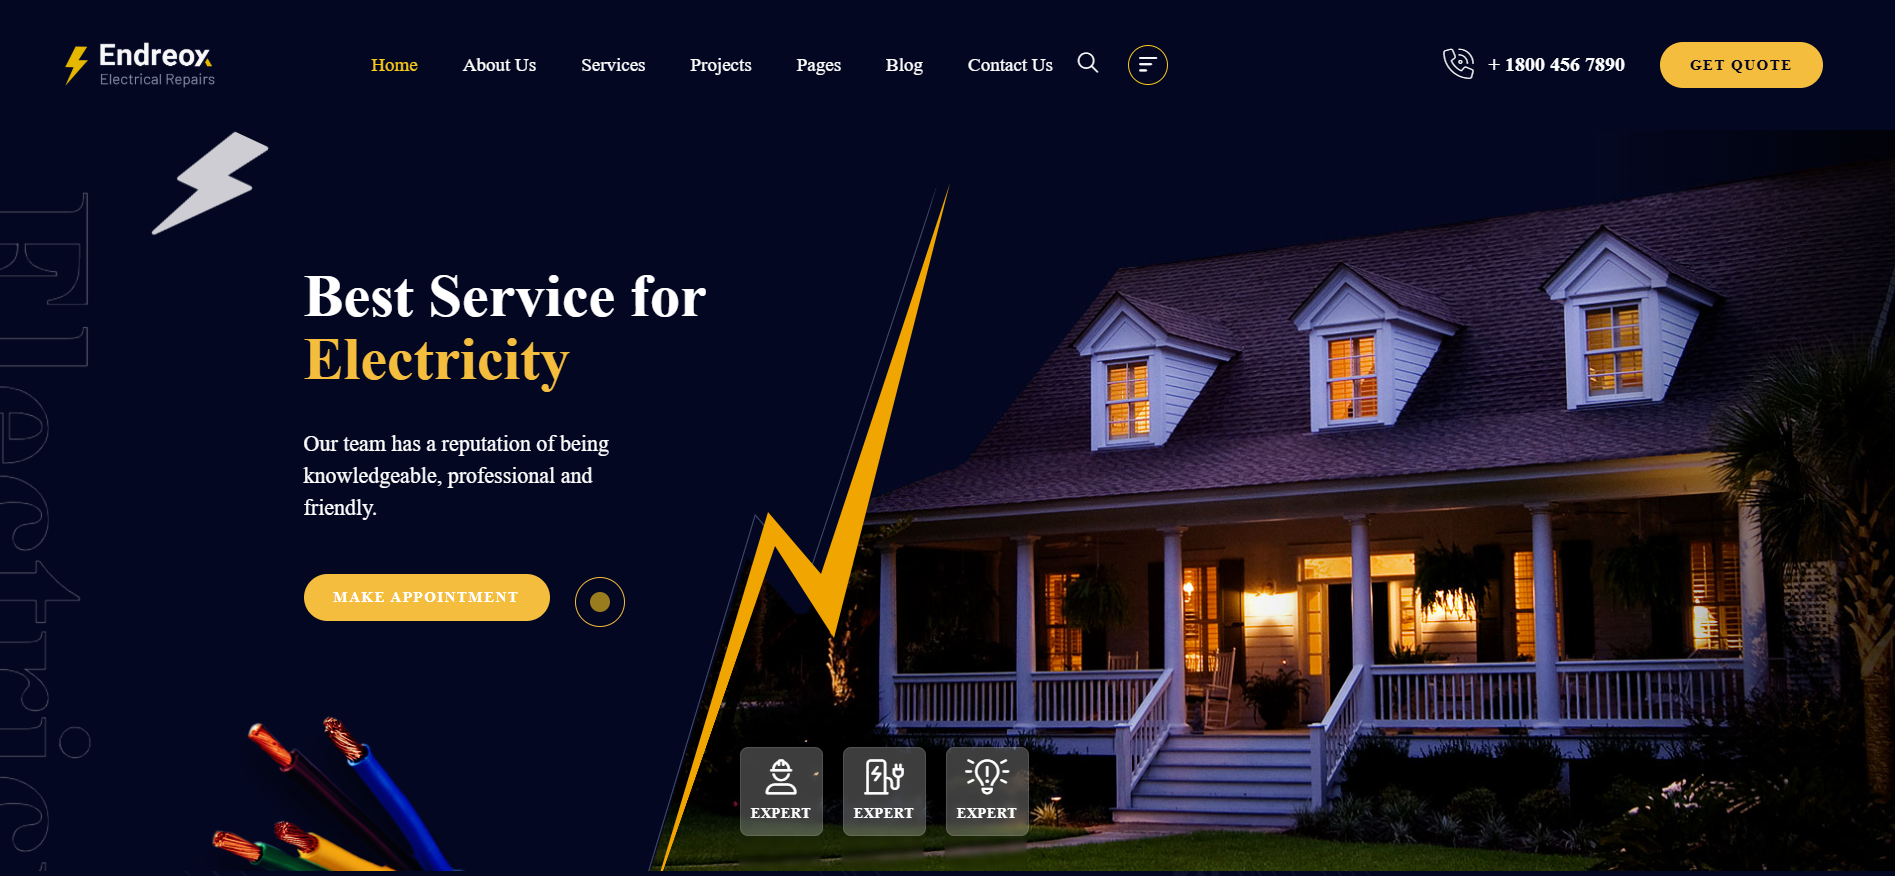 Endreox
Electrical Repairs
Home
About Us
Services
Projects
Pages
Blog
Contact Us
+ 1800 456 7890
GET QUOTE
Electric
Best Service for
Electricity
Our team has a reputation of being
knowledgeable, professional and
friendly.
MAKE APPOINTMENT
EXPERT
EXPERT
EXPERT